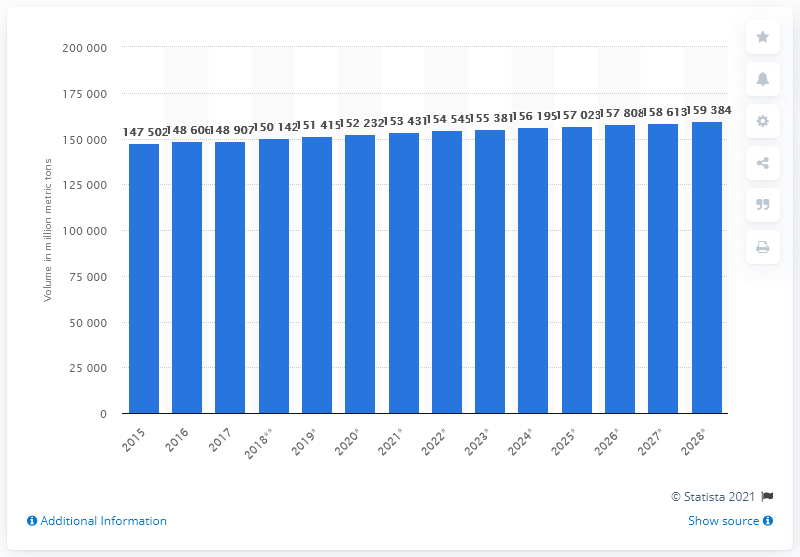 200 000
175 000
150 000
125 000
100 000
75 000
50 000
25 000
0
Volume in million metric tons
147 502 148 606 148 907 150 142 151 415 152 232 153 431 154 545 155 381 156 195 157 023 157 808 158 613 159 384
2015 2016 2017 2018** 2019* 2020* 2021* 2022* 2023* 2024* 2025* 2026* 2027* 2028*
© Statista 2021
Additional Information
Show source